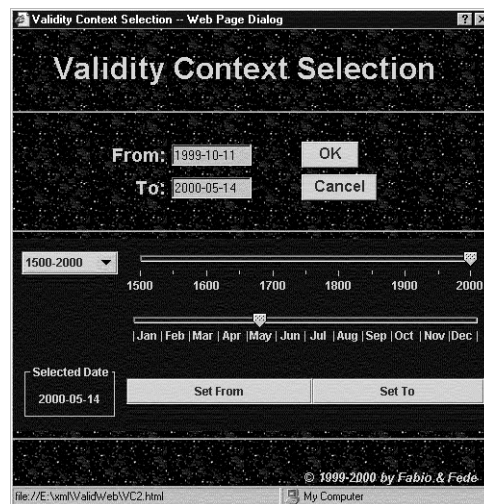 Validity Context Selection -- Web Page Dialog ? ×
Validity Context Selection
From: 1999-10-11 OK
To: 2000-05-14 Cancel
1500-2000
1500 1600 1700 1800 1900 2000
|Jan |Feb |Mar |Apr |May |Jun |Jul |Aug |Sep |Oct |Nov |Dec |
Selected Date
2000-05-14
Set From Set To
© 1999-2000 by Fabio & Fede
file://E:\xml\ValidWeb\VC2.html My Computer